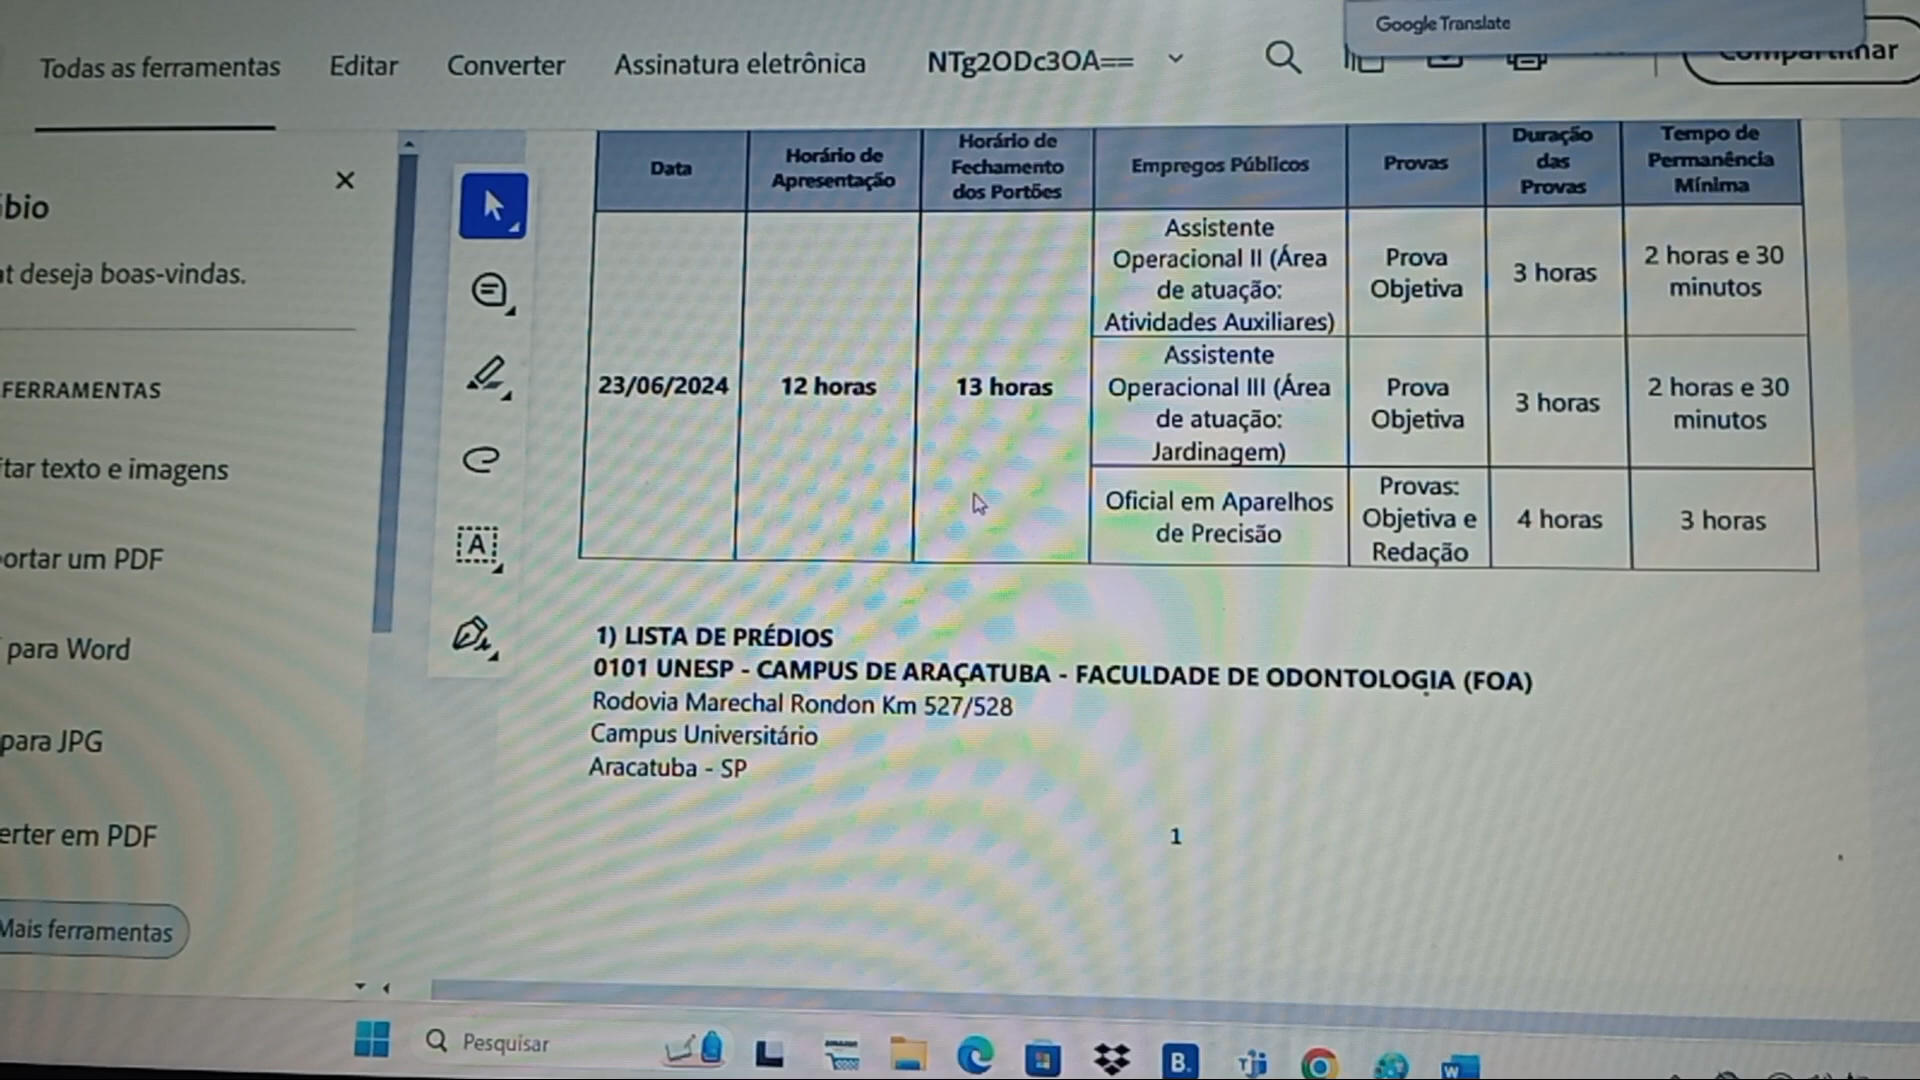 Google Translate
Todas as ferramentas Editar Converter Assinatura eletrônica NTg2ODc3OA==
bio
at deseja boas-vindas.
FERRAMENTAS
tar texto e imagens
ortar um PDF
para Word
para JPG
erter em PDF
Mais ferramentas
Data
Horário de
Apresentação
Horário de
Fechamento
dos Portões
Empregos Públicos
Provas
Duração
das
Provas
Tempo de
Permanência
Mínima
23/06/2024
12 horas
13 horas
Assistente
Operacional II (Área
de atuação:
Atividades Auxiliares)
Prova
Objetiva
3 horas
2 horas e 30
minutos
Assistente
Operacional III (Área
de atuação:
Jardinagem)
Prova
Objetiva
3 horas
2 horas e 30
minutos
Oficial em Aparelhos
de Precisão
Provas:
Objetiva e
Redação
4 horas
3 horas
1) LISTA DE PRÉDIOS
0101 UNESP - CAMPUS DE ARAÇATUBA - FACULDADE DE ODONTOLOGIA (FOA)
Rodovia Marechal Rondon Km 527/528
Campus Universitário
Aracatuba - SP
1
Pesquisar